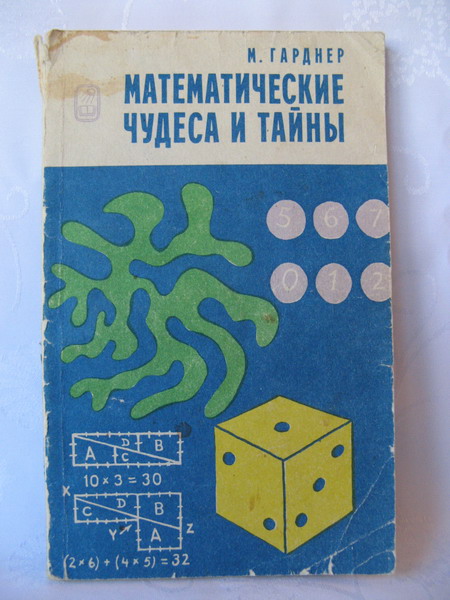 М. ГАРДНЕР
МАТЕМАТИЧЕСКИЕ
ЧУДЕСА И ТАЙНЫ
5 6 7
0 1 2
A D C B
10 × 3 = 30
X C D B
Y A Z
(2 × 6) + (4 × 5) = 32